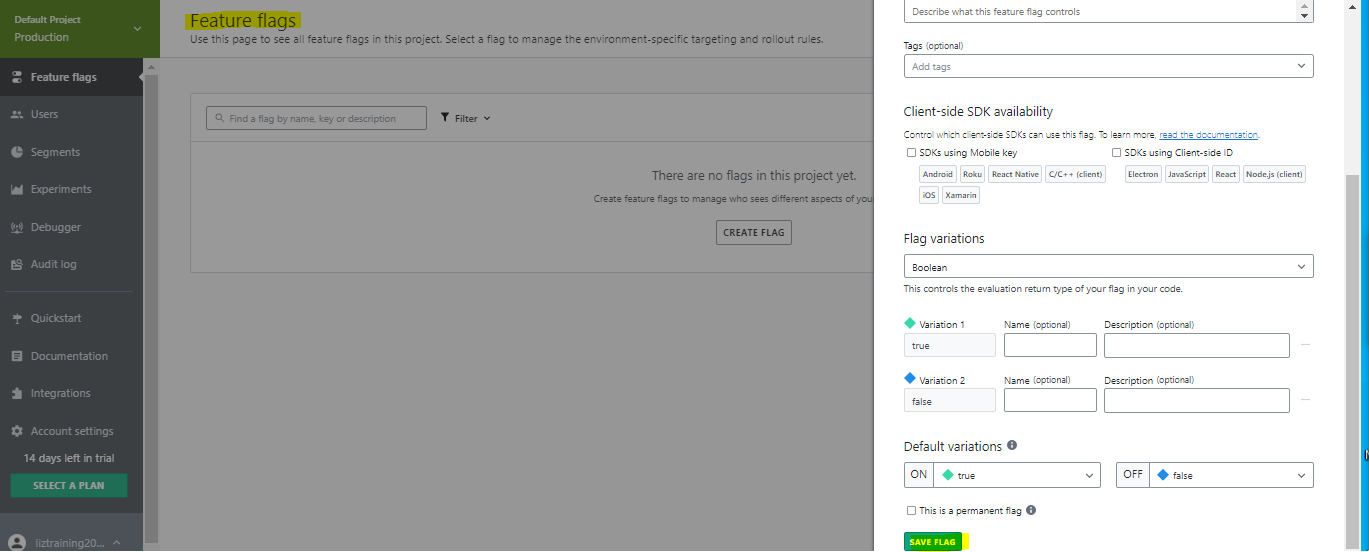 Default Project
Production
Feature flags
Users
Segments
Experiments
Debugger
Audit log
Quickstart
Documentation
Integrations
Account settings
14 days left in trial
SELECT A PLAN
liztraining20...
Feature flags
Use this page to see all feature flags in this project. Select a flag to manage the environment-specific targeting and rollout rules.
Find a flag by name, key or description
Filter
There are no flags in this project yet.
Create feature flags to manage who sees different aspects of you
CREATE FLAG
Describe what this feature flag controls
Tags (optional)
Add tags
Client-side SDK availability
Control which client-side SDKs can use this flag. To learn more, read the documentation.
SDKs using Mobile key
Android Roku React Native C/C++ (client)
iOS Xamarin
SDKs using Client-side ID
Electron JavaScript React Node.js (client)
Flag variations
Boolean
This controls the evaluation return type of your flag in your code.
Variation 1 Name (optional) Description (optional)
true
Variation 2 Name (optional) Description (optional)
false
Default variations
ON true OFF false
This is a permanent flag
SAVE FLAG